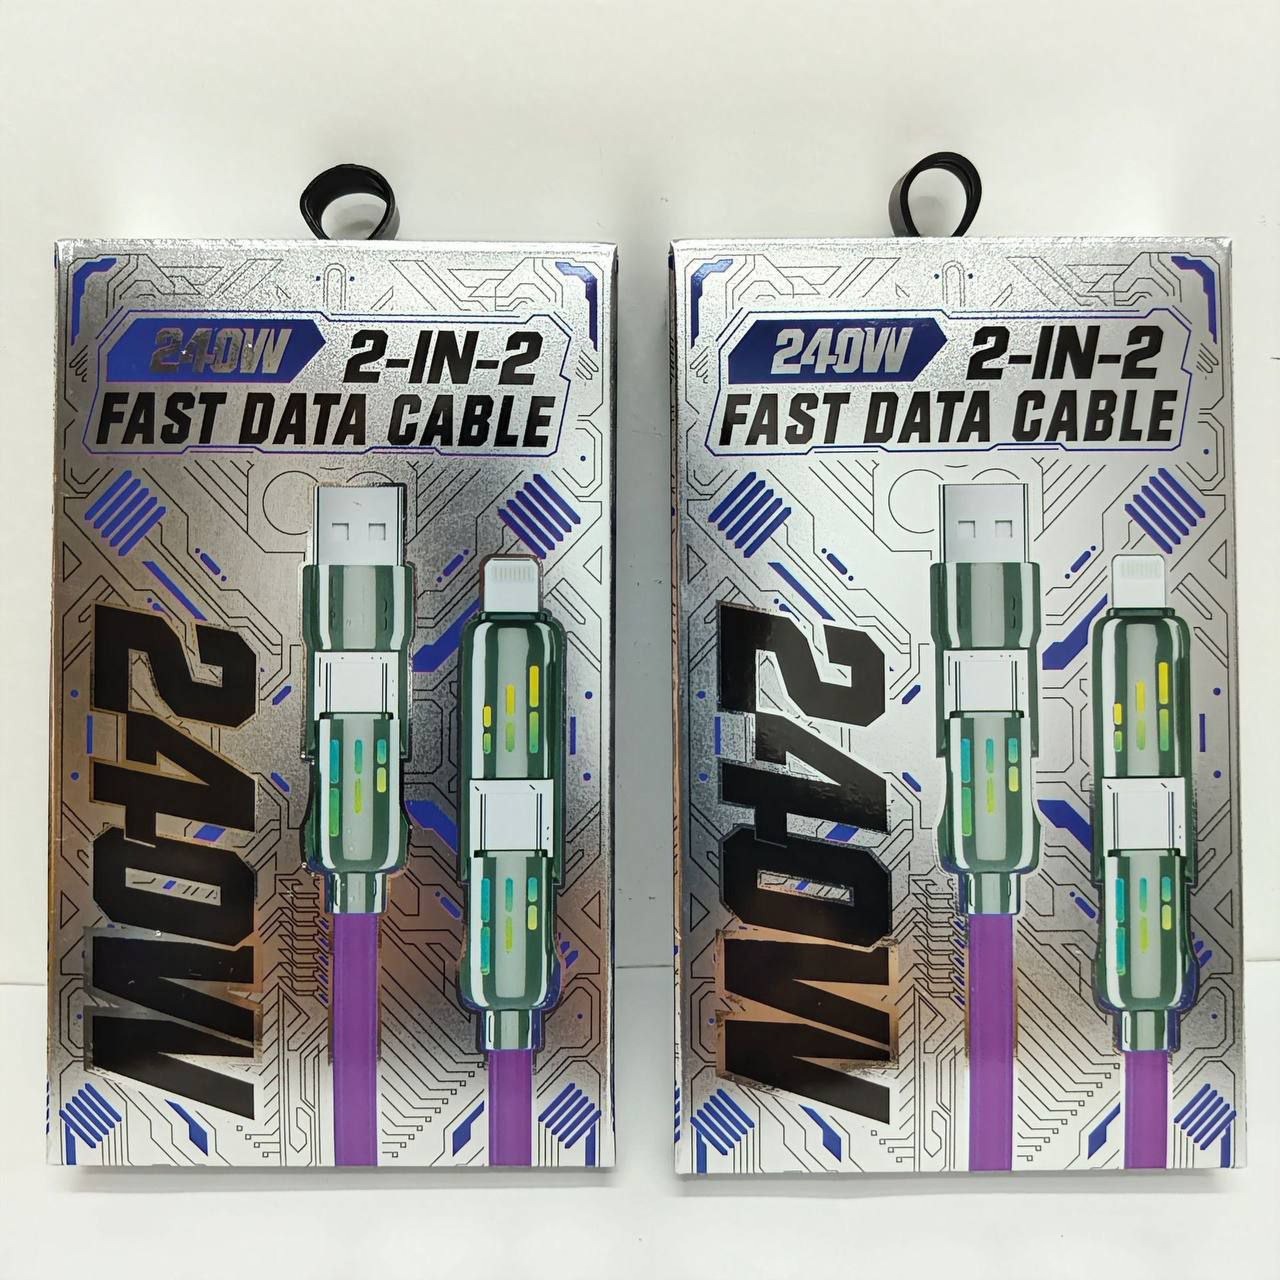 240W 2-IN-2
FAST DATA CABLE
240W
240W 2-IN-2
FAST DATA CABLE
240W